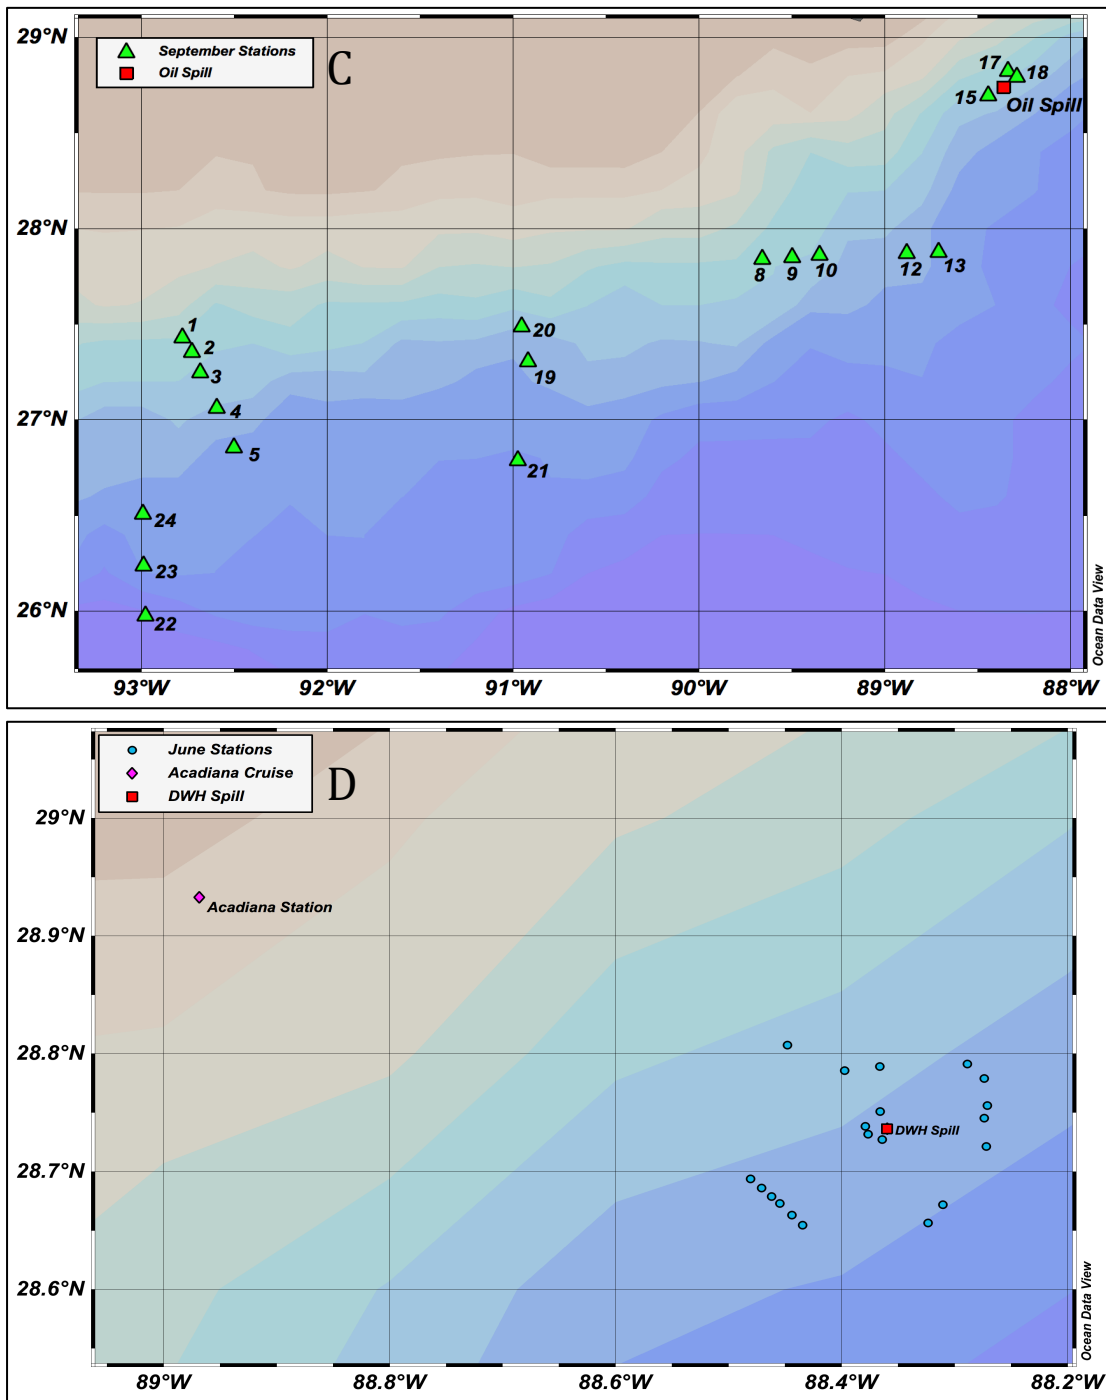 29°N
September Stations
Oil Spill
C
17
18
15
Oil Spill
28°N
8
9
10
12
13
1
2
3
4
5
20
19
21
27°N
24
23
22
26°N
93°W
92°W
91°W
90°W
89°W
88°W
Ocean Data View
June Stations
Acadiana Cruise
DWH Spill
D
29°N
Acadiana Station
28.9°N
28.8°N
DWH Spill
28.7°N
28.6°N
89°W
88.8°W
88.6°W
88.4°W
88.2°W
Ocean Data View